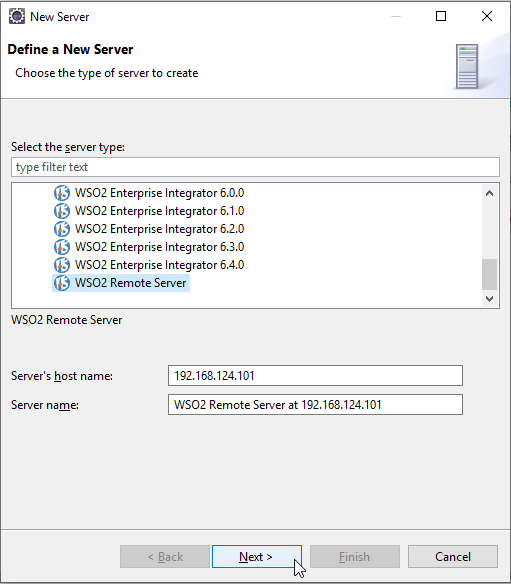 New Server
Define a New Server
Choose the type of server to create
Select the server type:
type filter text
WSO2 Enterprise Integrator 6.0.0
WSO2 Enterprise Integrator 6.1.0
WSO2 Enterprise Integrator 6.2.0
WSO2 Enterprise Integrator 6.3.0
WSO2 Enterprise Integrator 6.4.0
WSO2 Remote Server
WSO2 Remote Server
Server's host name: 192.168.124.101
Server name: WSO2 Remote Server at 192.168.124.101
< Back Next > Finish Cancel